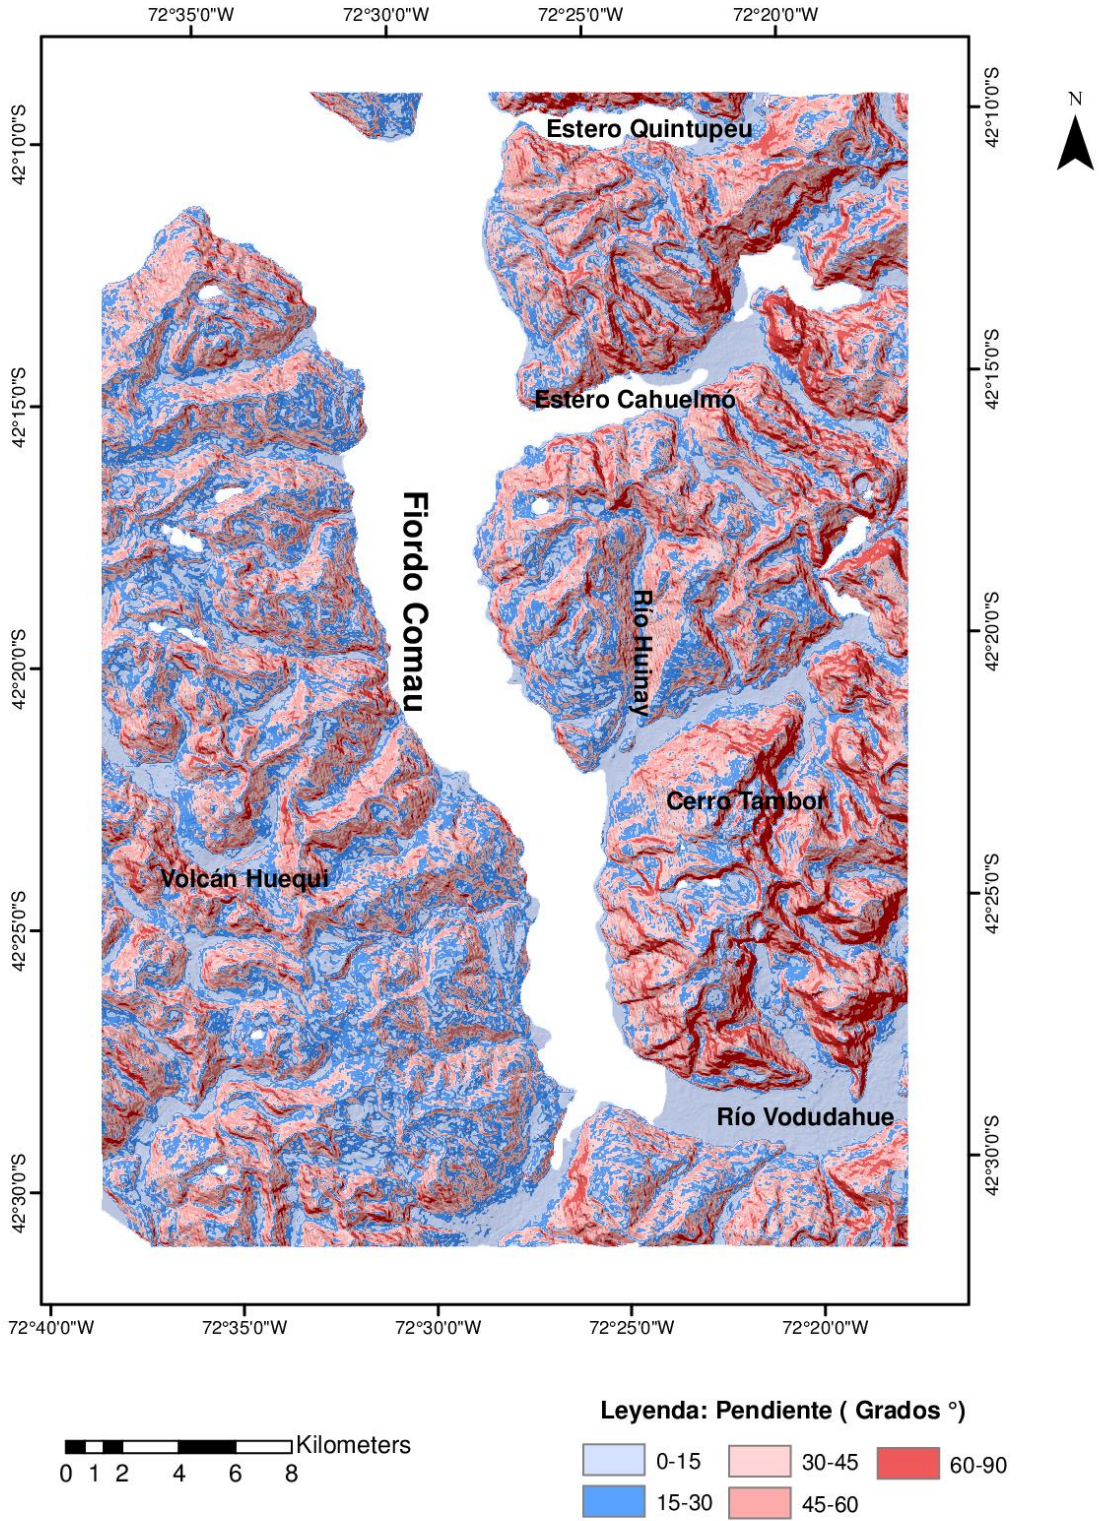 72°35'0"W 72°30'0"W 72°25'0"W 72°20'0"W
N
42°10'0"S
42°10'0"S
Estero Quintupeu
42°15'0"S
42°15'0"S
Estero Cahuelmó
Fiordo Comau
Río Huinay
42°20'0"S
42°20'0"S
Cerro Tambor
Volcán Huequi
42°25'0"S
42°25'0"S
Río Vodudahue
42°30'0"S
42°30'0"S
72°40'0"W 72°35'0"W 72°30'0"W 72°25'0"W 72°20'0"W
Leyenda: Pendiente ( Grados °)
Kilometers
0 1 2 4 6 8
0-15 30-45 60-90
15-30 45-60